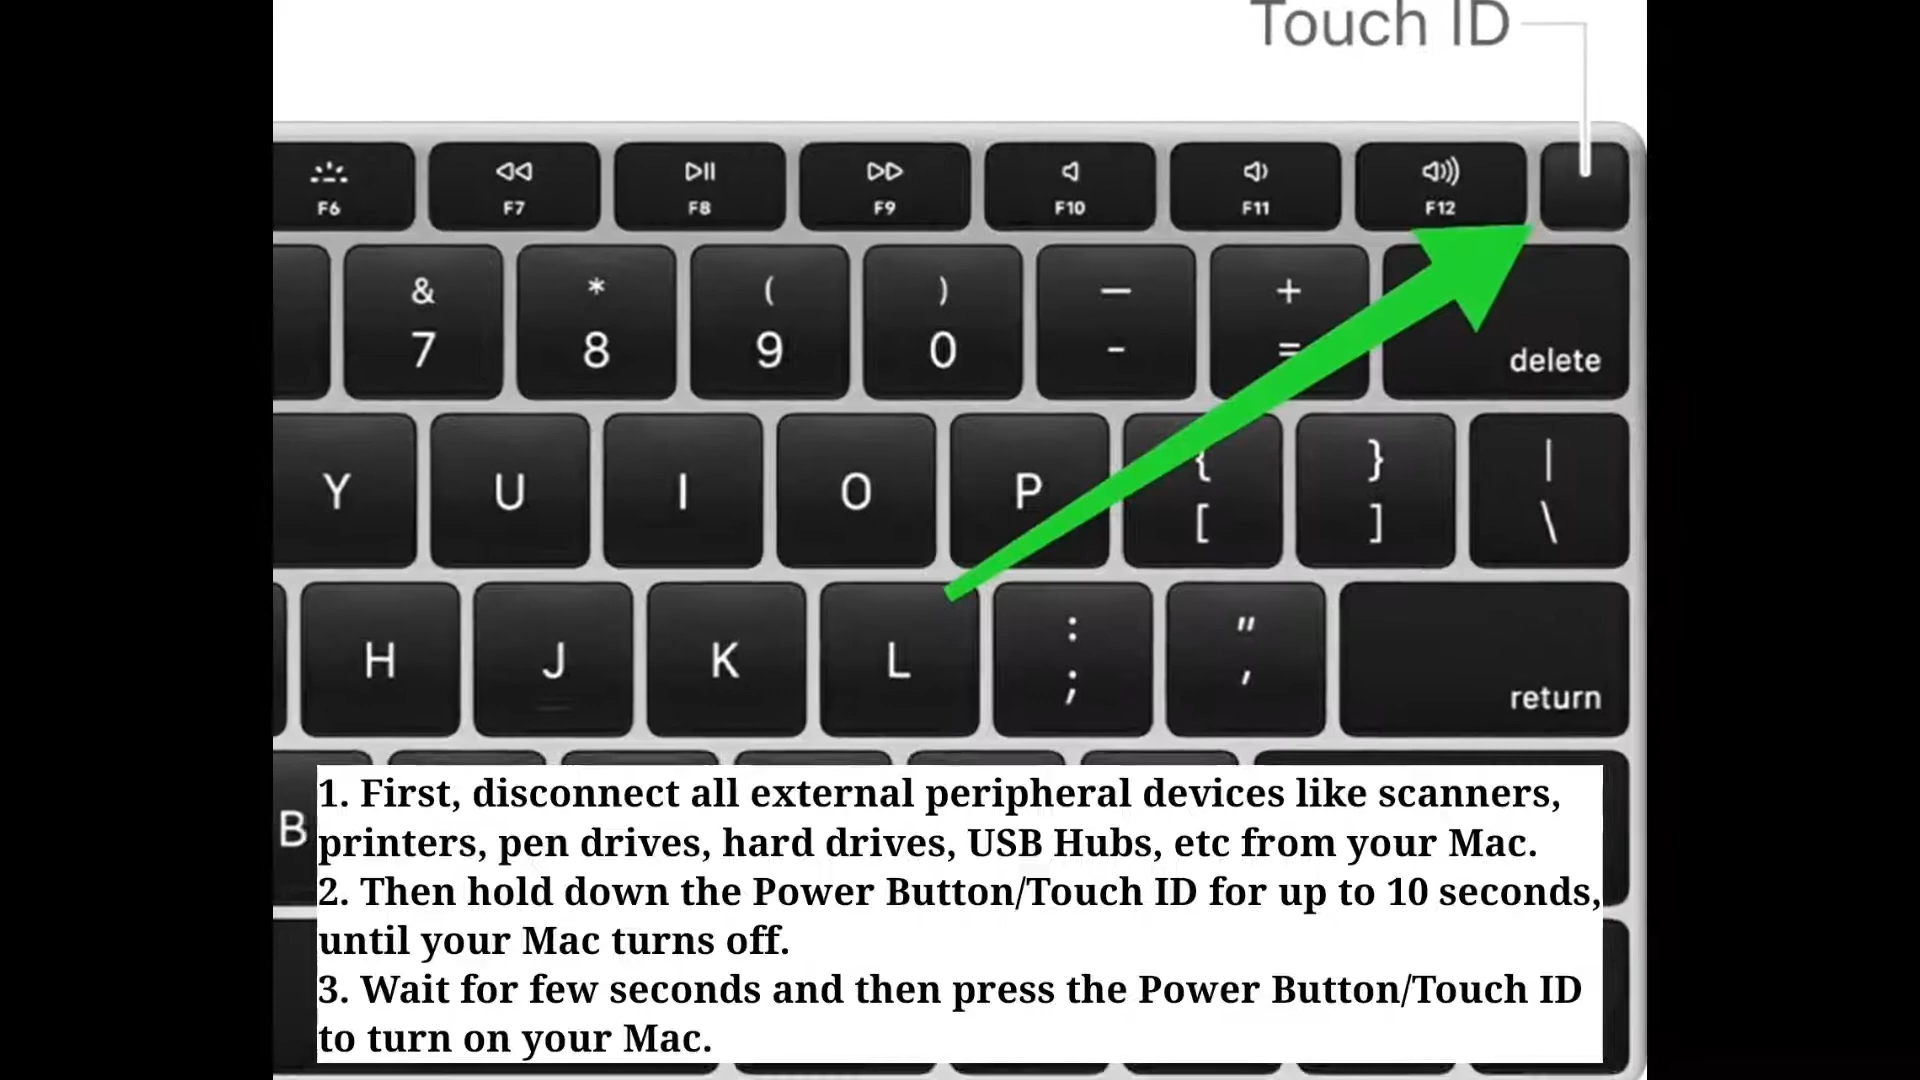 Touch ID
F6 F7 F8 F9 F10 F11 F12
& * ( ) — +
7 8 9 0 - = delete
{ } |
Y U I O P [ ] \
: "
H J K L ; ' return
B
1. First, disconnect all external peripheral devices like scanners,
printers, pen drives, hard drives, USB Hubs, etc from your Mac.
2. Then hold down the Power Button/Touch ID for up to 10 seconds,
until your Mac turns off.
3. Wait for few seconds and then press the Power Button/Touch ID
to turn on your Mac.